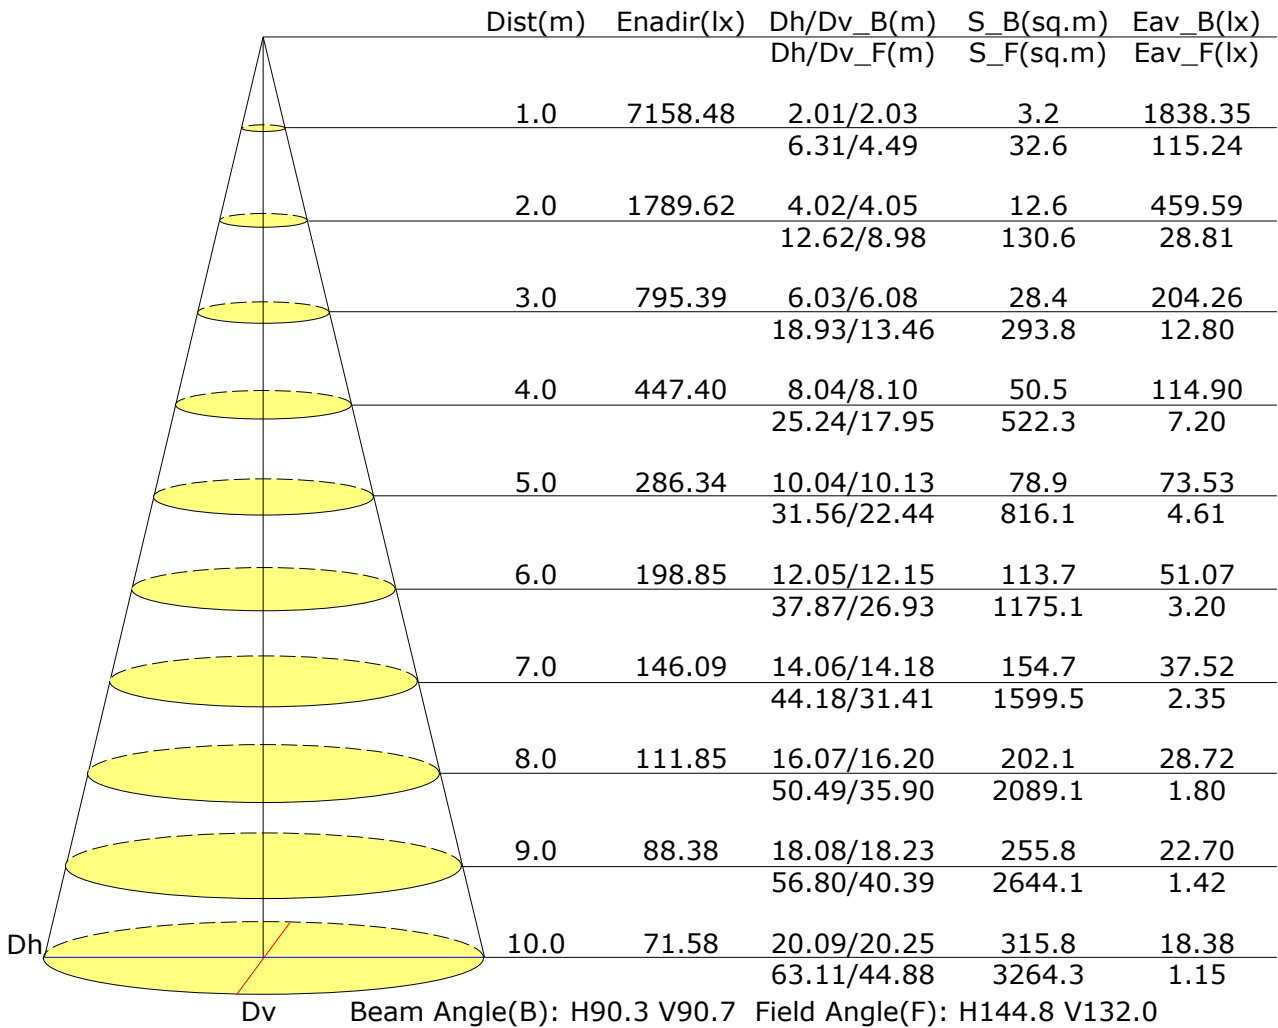 Dist(m) Enadir(lx) Dh/Dv_B(m) S_B(sq.m) Eav_B(lx)
Dh/Dv_F(m) S_F(sq.m) Eav_F(lx)
1.0 7158.48 2.01/2.03 3.2 1838.35
6.31/4.49 32.6 115.24
2.0 1789.62 4.02/4.05 12.6 459.59
12.62/8.98 130.6 28.81
3.0 795.39 6.03/6.08 28.4 204.26
18.93/13.46 293.8 12.80
4.0 447.40 8.04/8.10 50.5 114.90
25.24/17.95 522.3 7.20
5.0 286.34 10.04/10.13 78.9 73.53
31.56/22.44 816.1 4.61
6.0 198.85 12.05/12.15 113.7 51.07
37.87/26.93 1175.1 3.20
7.0 146.09 14.06/14.18 154.7 37.52
44.18/31.41 1599.5 2.35
8.0 111.85 16.07/16.20 202.1 28.72
50.49/35.90 2089.1 1.80
9.0 88.38 18.08/18.23 255.8 22.70
56.80/40.39 2644.1 1.42
Dh 10.0 71.58 20.09/20.25 315.8 18.38
63.11/44.88 3264.3 1.15
Dv Beam Angle(B): H90.3 V90.7 Field Angle(F): H144.8 V132.0